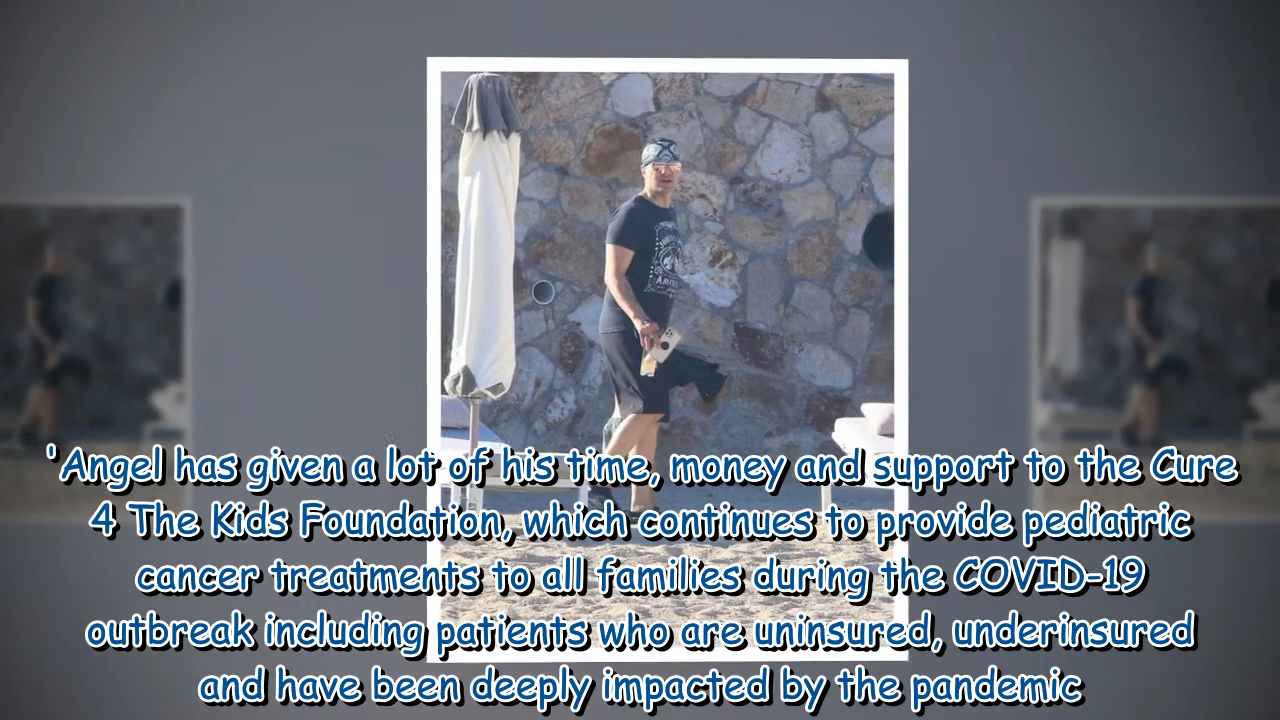 'Angel has given a lot of his time, money and support to the Cure
4 The Kids Foundation, which continues to provide pediatric
cancer treatments to all families during the COVID-19
outbreak including patients who are uninsured, underinsured
and have been deeply impacted by the pandemic